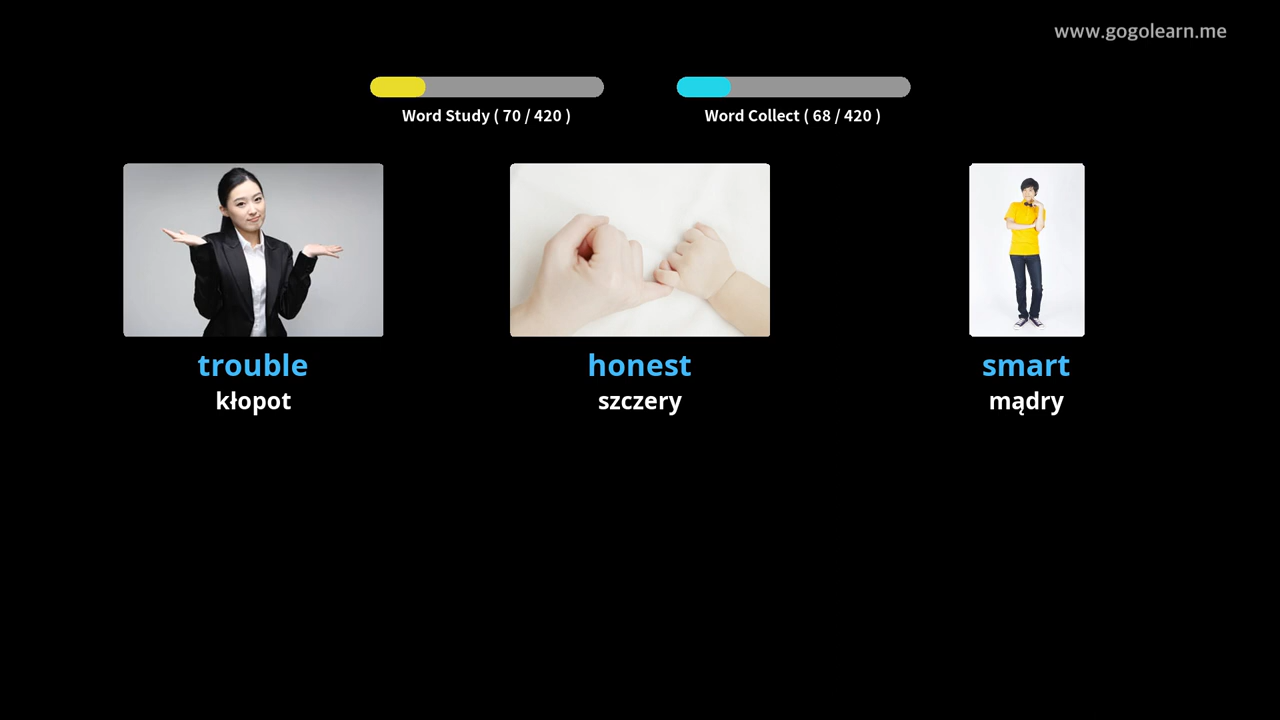 www.gogolearn.me
Word Study ( 70 / 420 )
Word Collect ( 68 / 420 )
trouble
kłopot
honest
szczery
smart
mądry